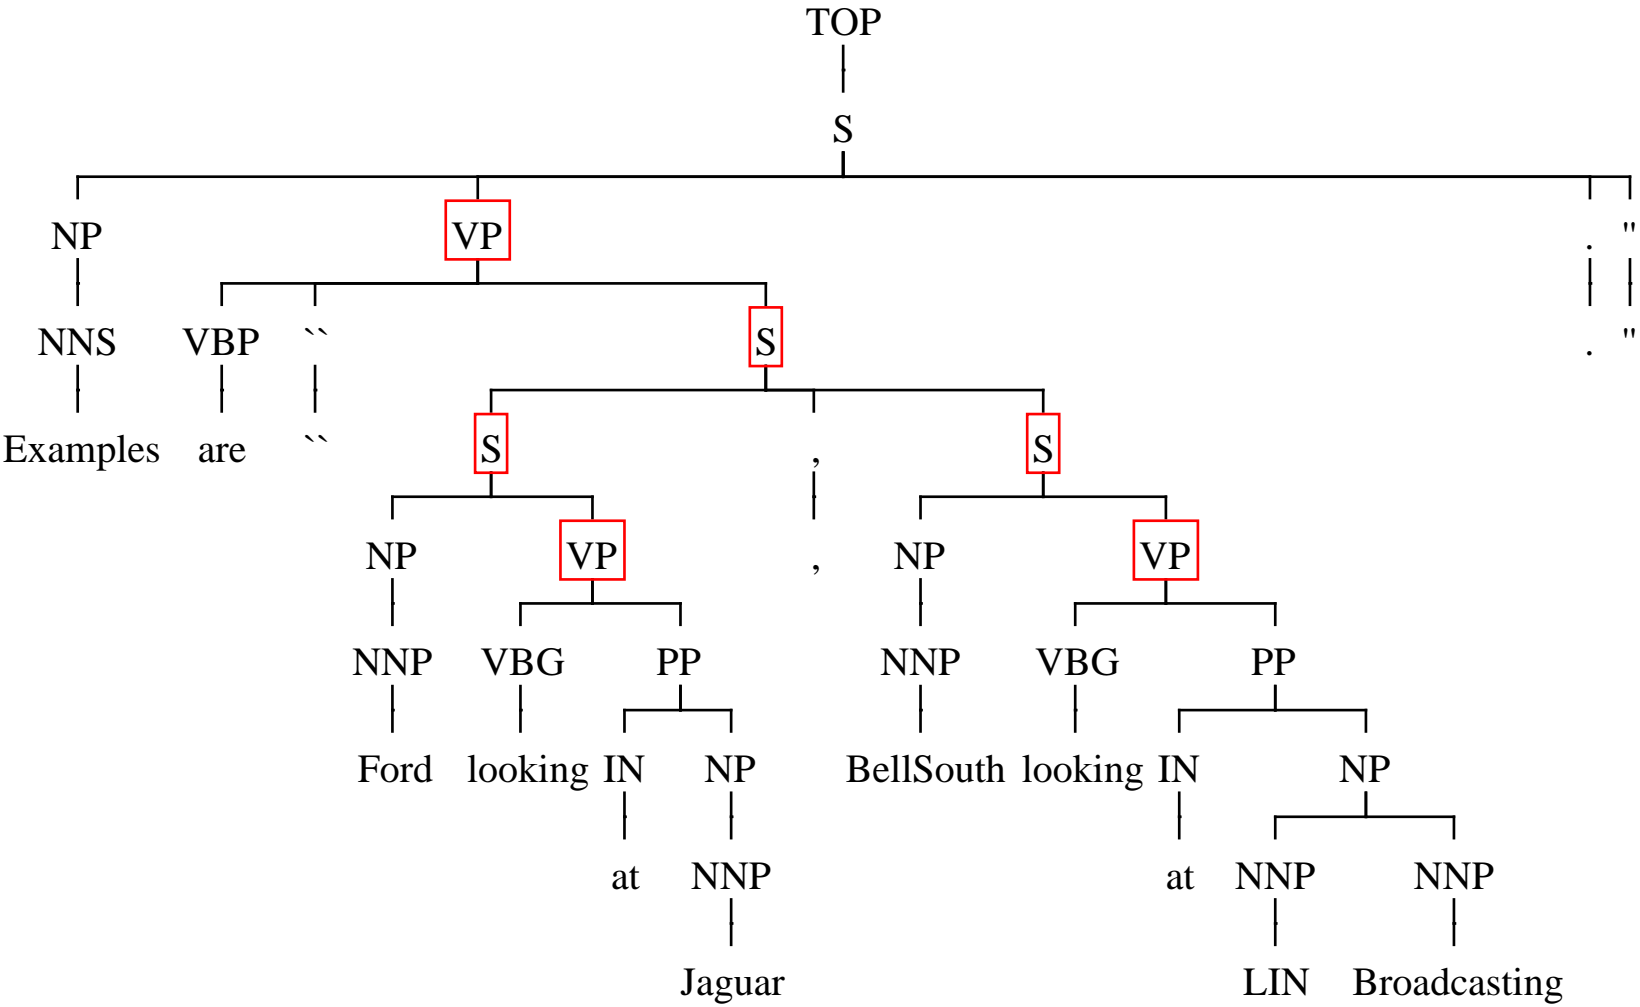 TOP
S
NP VP . "
NNS VBP `` S . "
Examples are `` S , S
NP VP , NP VP
NNP VBG PP NNP VBG PP
Ford looking IN NP BellSouth looking IN NP
at NNP at NNP NNP
Jaguar LIN Broadcasting